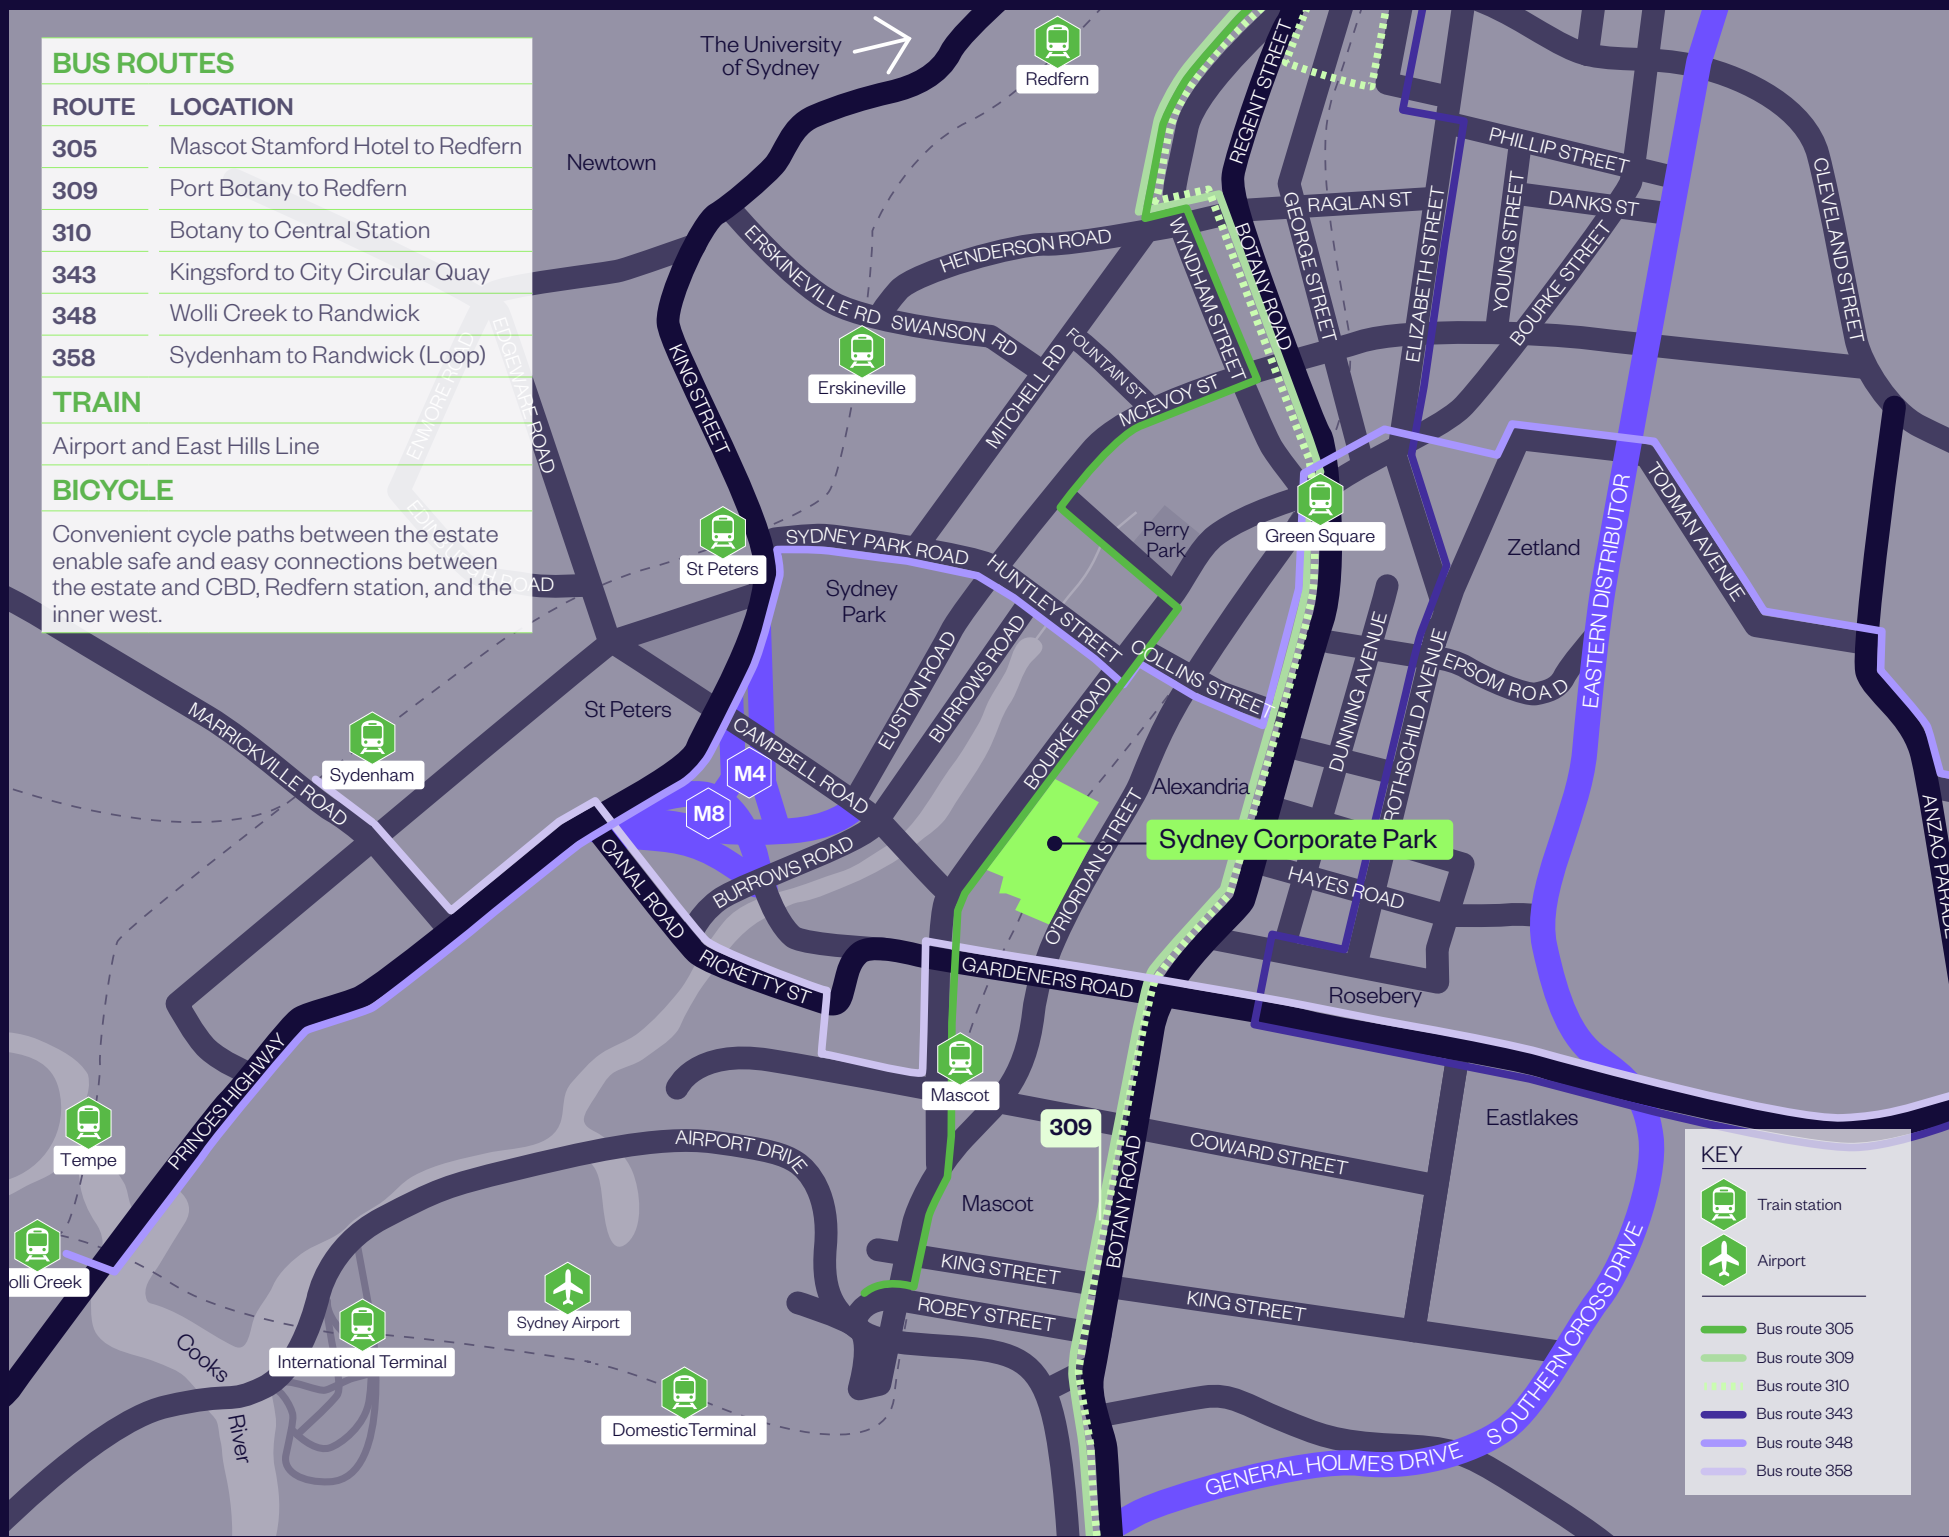 BUS ROUTES
ROUTE LOCATION
305 Mascot Stamford Hotel to Redfern
309 Port Botany to Redfern
310 Botany to Central Station
343 Kingsford to City Circular Quay
348 Wolli Creek to Randwick
358 Sydenham to Randwick (Loop)
TRAIN
Airport and East Hills Line
BICYCLE
Convenient cycle paths between the estate
enable safe and easy connections between
the estate and CBD, Redfern station, and the
inner west.
ENMORE ROAD
EDGEWARE ROAD
ROAD
The University
of Sydney
Redfern
Newtown
REGENT STREET
PHILLIP STREET
DANKS ST
RAGLAN ST
GEORGE STREET
ELIZABETH STREET
YOUNG STREET
BOURKE STREET
CLEVELAND STREET
ERSKINEVILLE RD
HENDERSON ROAD
SWANSON RD
WYNDHAM STREET
BOTANY ROAD
Erskineville
KING STREET
MITCHELL RD
FOUNTAIN ST
MCEVOY ST
St Peters
SYDNEY PARK ROAD
Sydney
Park
HUNTLEY STREET
Perry
Park
Green Square
Zetland
EASTERN DISTRIBUTOR
TODMAN AVENUE
COLLINS STREET
EUSTON ROAD
BURROWS ROAD
BOURKE ROAD
DUNNING AVENUE
ROTHSCHILD AVENUE
EPSOM ROAD
St Peters
MARRICKVILLE ROAD
Sydenham
CAMPBELL ROAD
M4
M8
BURROWS ROAD
Alexandria
Sydney Corporate Park
O'RIORDAN STREET
HAYES ROAD
ANZAC PARADE
CANAL ROAD
RICKETTY ST
GARDENERS ROAD
Rosebery
PRINCES HIGHWAY
Mascot
309
Eastlakes
COWARD STREET
Tempe
AIRPORT DRIVE
Mascot
BOTANY ROAD
olli Creek
KING STREET
KING STREET
ROBEY STREET
Sydney Airport
International Terminal
Domestic Terminal
Cooks
River
SOUTHERN CROSS DRIVE
GENERAL HOLMES DRIVE
KEY
Train station
Airport
Bus route 305
Bus route 309
Bus route 310
Bus route 343
Bus route 348
Bus route 358